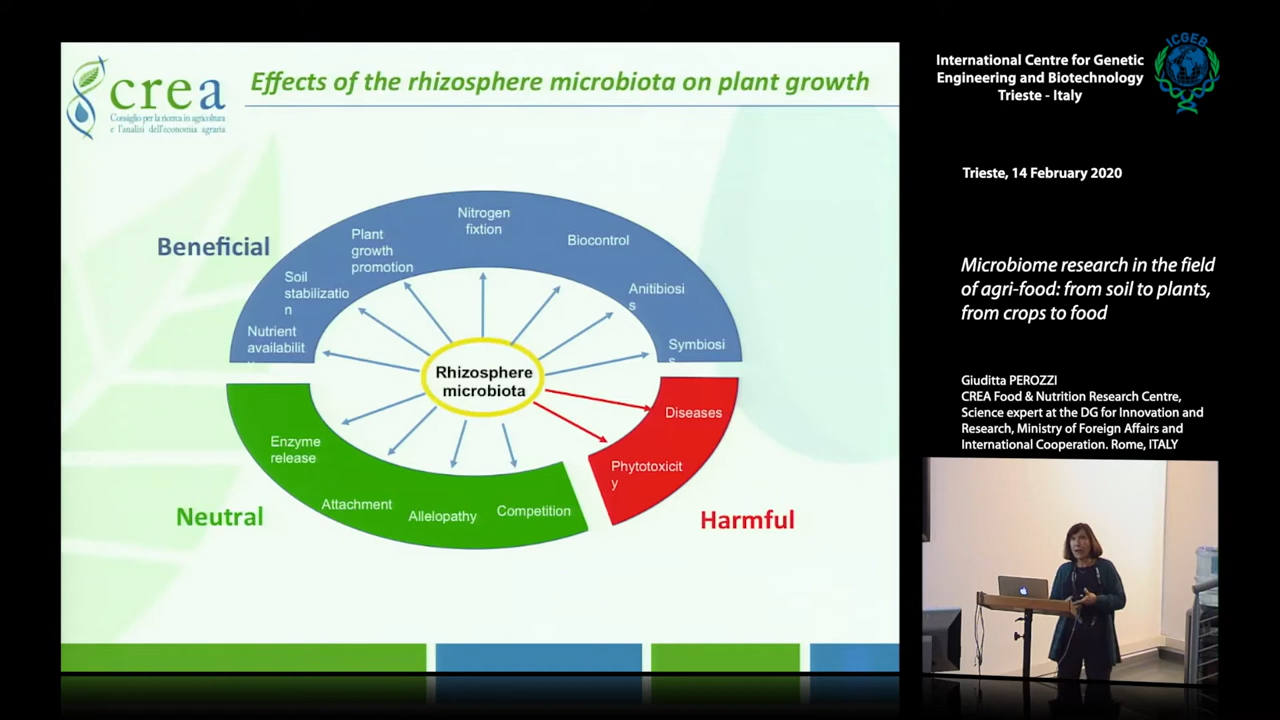 crea
Consiglio per la ricerca in agricoltura
e l'analisi dell'economia agraria
Effects of the rhizosphere microbiota on plant growth
Beneficial
Nutrient
availabilit
Soil
stabilizatio
n
Plant
growth
promotion
Nitrogen
fixtion
Biocontrol
Anitibiosi
s
Symbiosi
s
Rhizosphere
microbiota
Diseases
Phytotoxicit
y
Harmful
Enzyme
release
Attachment
Allelopathy
Competition
Neutral
International Centre for Genetic
Engineering and Biotechnology
Trieste - Italy
ICGEB
Trieste, 14 February 2020
Microbiome research in the field
of agri-food: from soil to plants,
from crops to food
Giuditta PEROZZI
CREA Food & Nutrition Research Centre,
Science expert at the DG for Innovation and
Research, Ministry of Foreign Affairs and
International Cooperation. Rome, ITALY